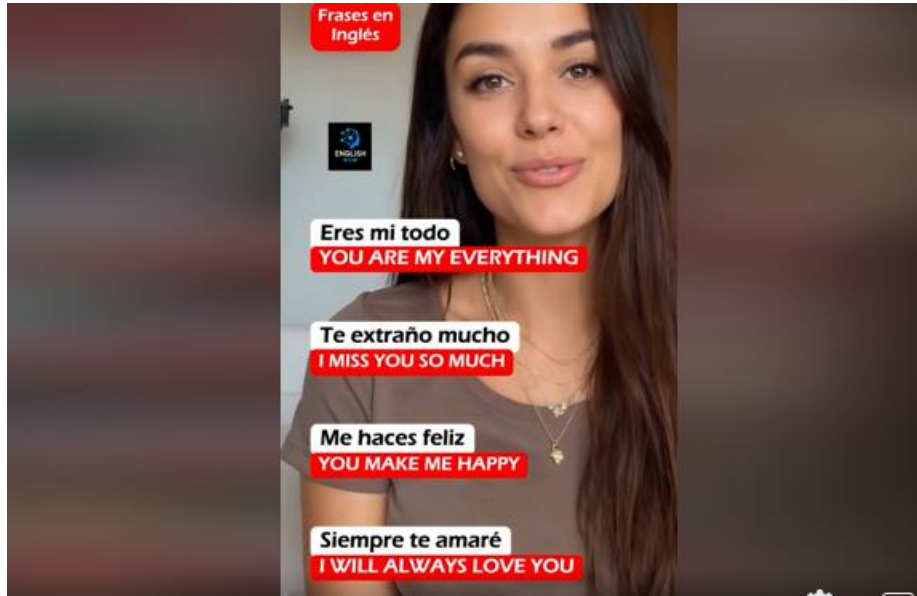 Frases en
Inglés
ENGLISH
Eres mi todo
YOU ARE MY EVERYTHING
Te extraño mucho
I MISS YOU SO MUCH
Me haces feliz
YOU MAKE ME HAPPY
Siempre te amaré
I WILL ALWAYS LOVE YOU